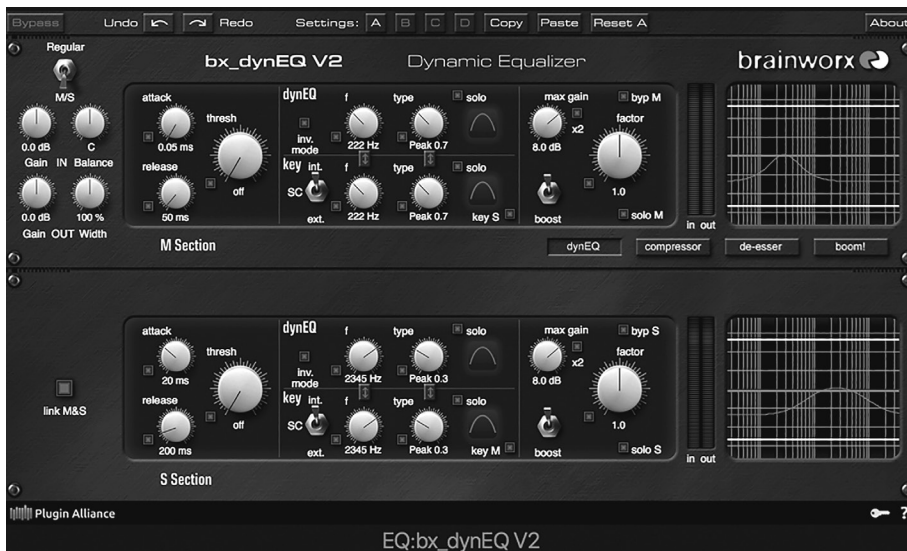 Bypass Undo Redo Settings: A B C D Copy Paste Reset A About
Regular
M/S
bx_dynEQ V2 Dynamic Equalizer brainworx
0.0 dB C
Gain IN Balance
0.0 dB 100 %
Gain OUT Width
attack
0.05 ms
release
50 ms
thresh
off
dynEQ f type solo
inv.
mode
222 Hz Peak 0.7
key int. solo
SC
ext.
222 Hz Peak 0.7 key S
max gain byp M
x2
8.0 dB
factor
1.0
boost solo M
in out
M Section
dynEQ compressor de-esser boom!
link M&S
attack
20 ms
release
200 ms
thresh
off
dynEQ f type solo
inv.
mode
2345 Hz Peak 0.3
key int. solo
SC
ext.
2345 Hz Peak 0.3 key M
max gain byp S
x2
8.0 dB
factor
1.0
boost solo S
in out
S Section
Plugin Alliance ?
EQ:bx_dynEQ V2